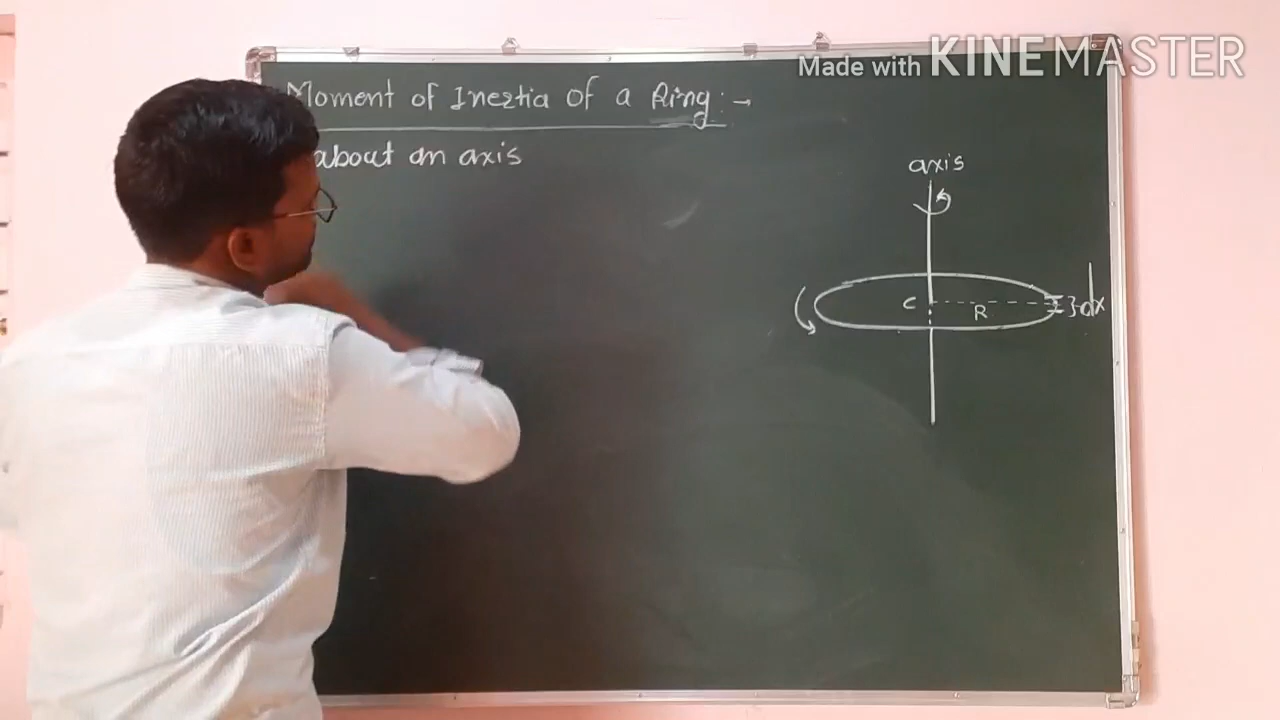 Made with KINEMASTER
Moment of Inertia of a Ring :→
about an axis
axis
C
R
} dx